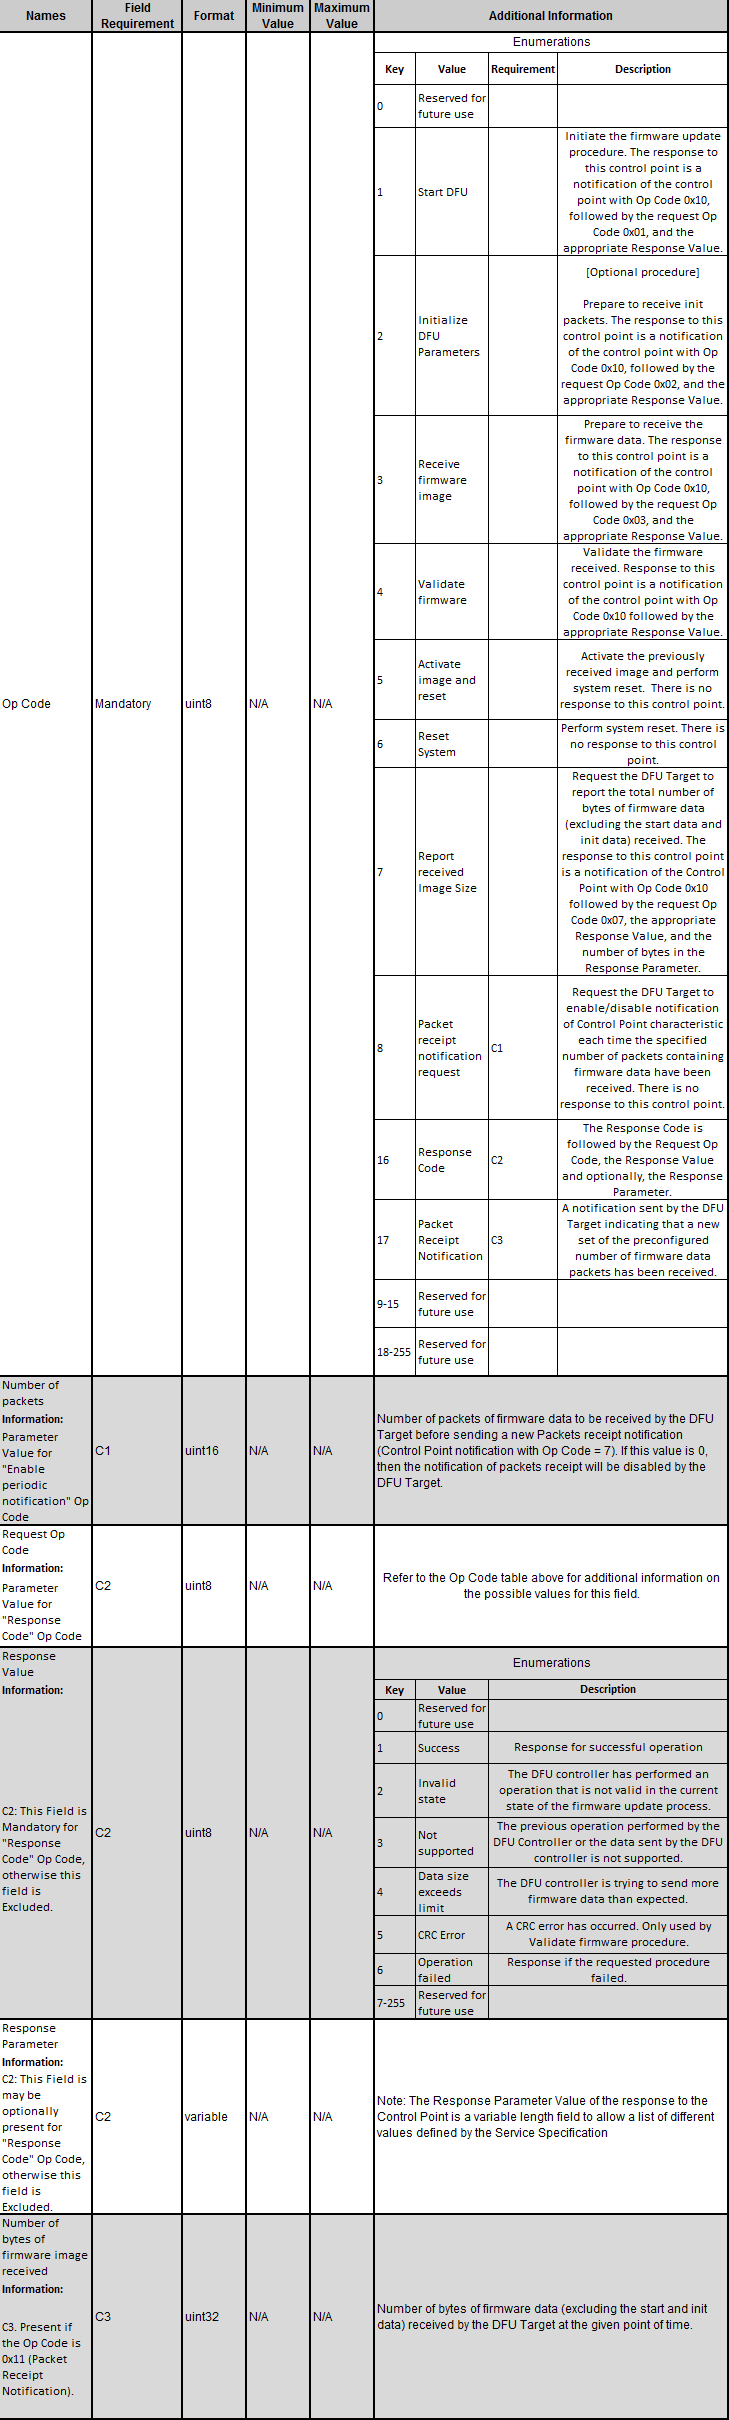 Names
Field
Requirement
Format
Minimum
Value
Maximum
Value
Additional Information
Op Code
Mandatory
uint8
N/A
N/A
Enumerations
Key
Value
Requirement
Description
0
Reserved for
future use
1
Start DFU
Initiate the firmware update
procedure. The response to
this control point is a
notification of the control
point with Op Code 0x10,
followed by the request Op
Code 0x01, and the
appropriate Response Value.
2
Initialize
DFU
Parameters
[Optional procedure]
Prepare to receive init
packets. The response to this
control point is a notification
of the control point with Op
Code 0x10, followed by the
request Op Code 0x02, and the
appropriate Response Value.
3
Receive
firmware
image
Prepare to receive the
firmware data. The response
to this control point is a
notification of the control
point with Op Code 0x10,
followed by the request Op
Code 0x03, and the
appropriate Response Value.
4
Validate
firmware
Validate the firmware
received. Response to this
control point is a notification
of the control point with Op
Code 0x10 followed by the
appropriate Response Value.
5
Activate
image and
reset
Activate the previously
received image and perform
system reset.  There is no
response to this control point.
6
Reset
System
Perform system reset. There is
no response to this control
point.
7
Report
received
Image Size
Request the DFU Target to
report the total number of
bytes of firmware data
(excluding the start data and
init data) received. The
response to this control point
is a notification of the Control
Point with Op Code 0x10
followed by the request Op
Code 0x07, the appropriate
Response Value, and the
number of bytes in the
Response Parameter.
8
Packet
receipt
notification
request
C1
Request the DFU Target to
enable/disable notification
of Control Point characteristic
each time the specified
number of packets containing
firmware data have been
received. There is no
response to this control point.
16
Response
Code
C2
The Response Code is
followed by the Request Op
Code, the Response Value
and optionally, the Response
Parameter.
17
Packet
Receipt
Notification
C3
A notification sent by the DFU
Target indicating that a new
set of the preconfigured
number of firmware data
packets has been received.
9-15
Reserved for
future use
18-255
Reserved for
future use
Number of
packets
Information:
Parameter
Value for
"Enable
periodic
notification" Op
Code
C1
uint16
N/A
N/A
Number of packets of firmware data to be received by the DFU
Target before sending a new Packets receipt notification
(Control Point notification with Op Code = 7). If this value is 0,
then the notification of packets receipt will be disabled by the
DFU Target.
Request Op
Code
Information:
Parameter
Value for
"Response
Code" Op Code
C2
uint8
N/A
N/A
Refer to the Op Code table above for additional information on
the possible values for this field.
Response
Value
Information:
C2: This Field is
Mandatory for
"Response
Code" Op Code,
otherwise this
field is
Excluded.
C2
uint8
N/A
N/A
Enumerations
Key
Value
Description
0
Reserved for
future use
1
Success
Response for successful operation
2
Invalid
state
The DFU controller has performed an
operation that is not valid in the current
state of the firmware update process.
3
Not
supported
The previous operation performed by the
DFU Controller or the data sent by the DFU
controller is not supported.
4
Data size
exceeds
limit
The DFU controller is trying to send more
firmware data than expected.
5
CRC Error
A CRC error has occurred. Only used by
Validate firmware procedure.
6
Operation
failed
Response if the requested procedure
failed.
7-255
Reserved for
future use
Response
Parameter
Information:
C2: This Field is
may be
optionally
present for
"Response
Code" Op Code,
otherwise this
field is
Excluded.
C2
variable
N/A
N/A
Note: The Response Parameter Value of the response to the
Control Point is a variable length field to allow a list of different
values defined by the Service Specification
Number of
bytes of
firmware image
received
Information:
C3. Present if
the Op Code is
0x11 (Packet
Receipt
Notification).
C3
uint32
N/A
N/A
Number of bytes of firmware data (excluding the start and init
data) received by the DFU Target at the given point of time.